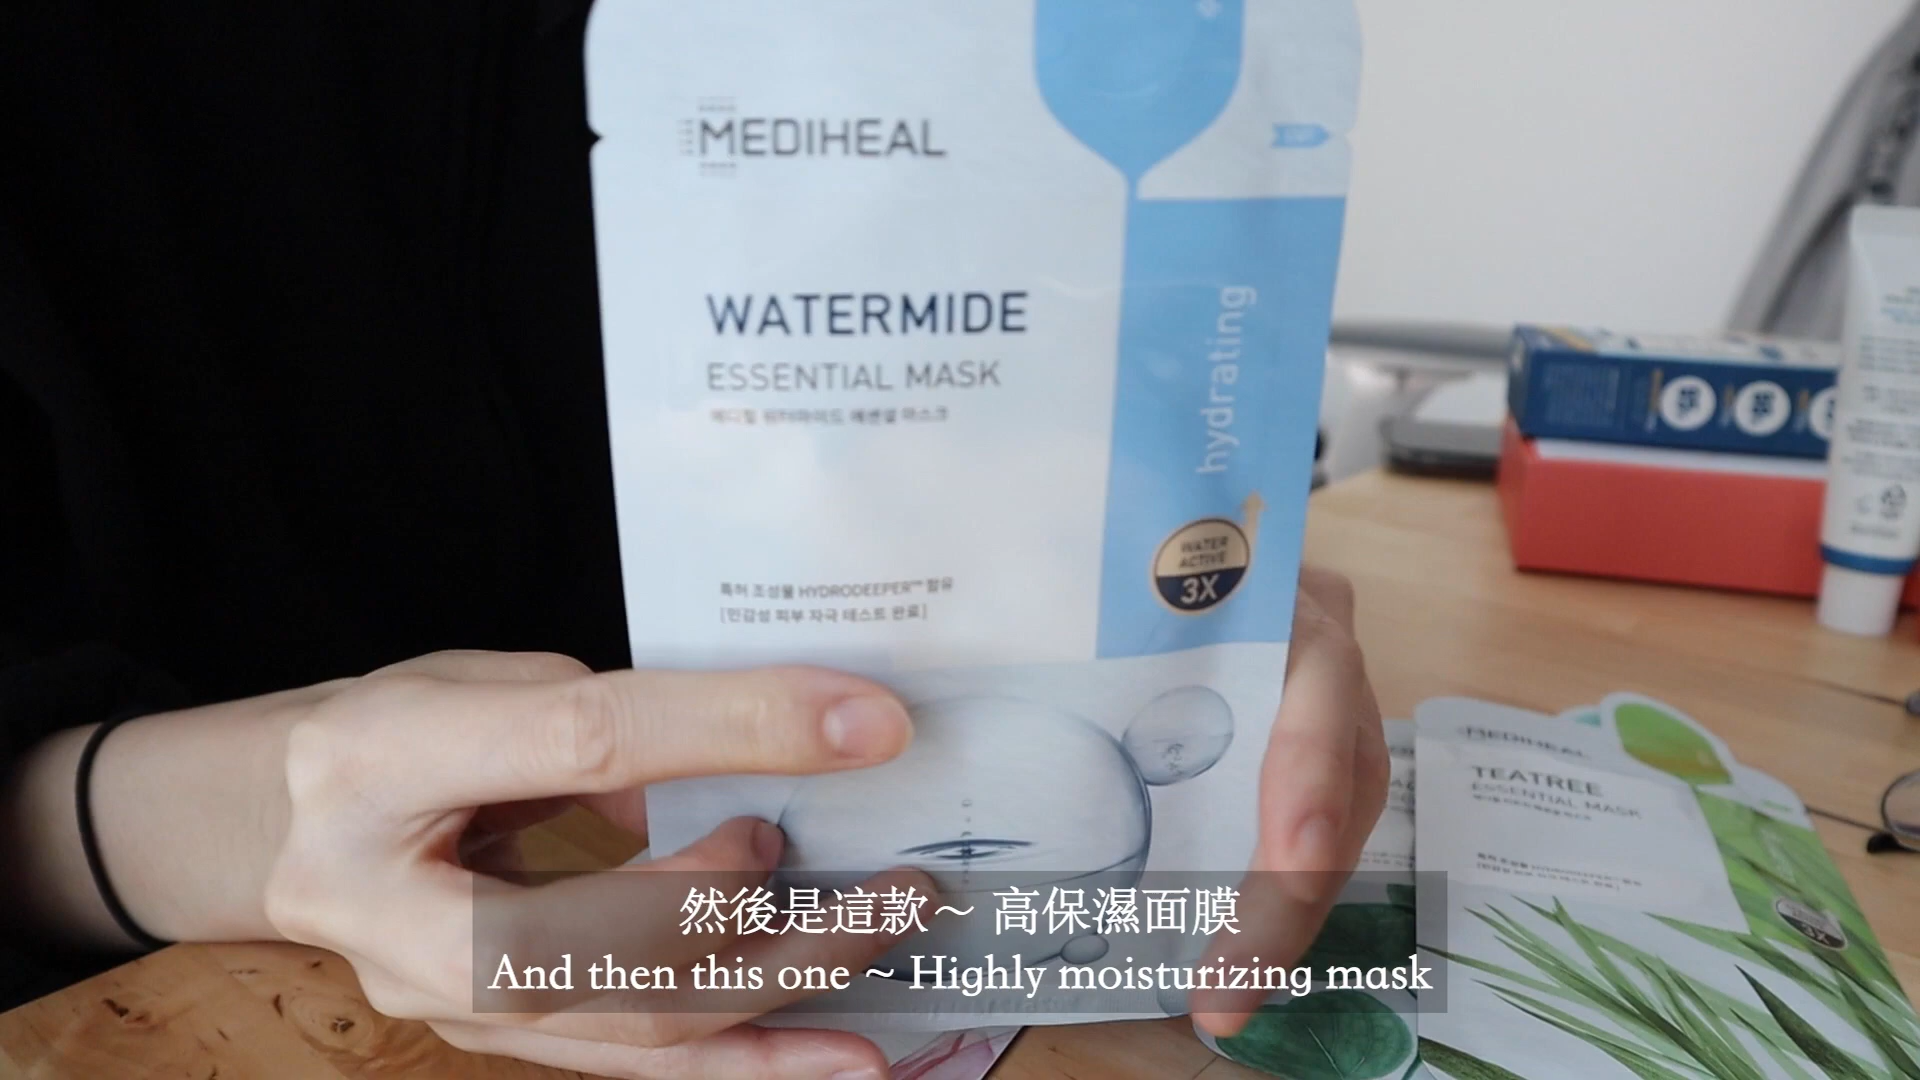 MEDIHEAL
WATERMIDE
ESSENTIAL MASK
메디힐 워터마이드 에센셜 마스크
hydrating
WATER
ACTIVE
3X
특허 조성물 HYDRODEEPER™ 함유
[민감성 피부 자극 테스트 완료]
MEDIHEAL
TEATREE
ESSENTIAL MASK
3X
然後是這款～ 高保濕面膜
And then this one ~ Highly moisturizing mask